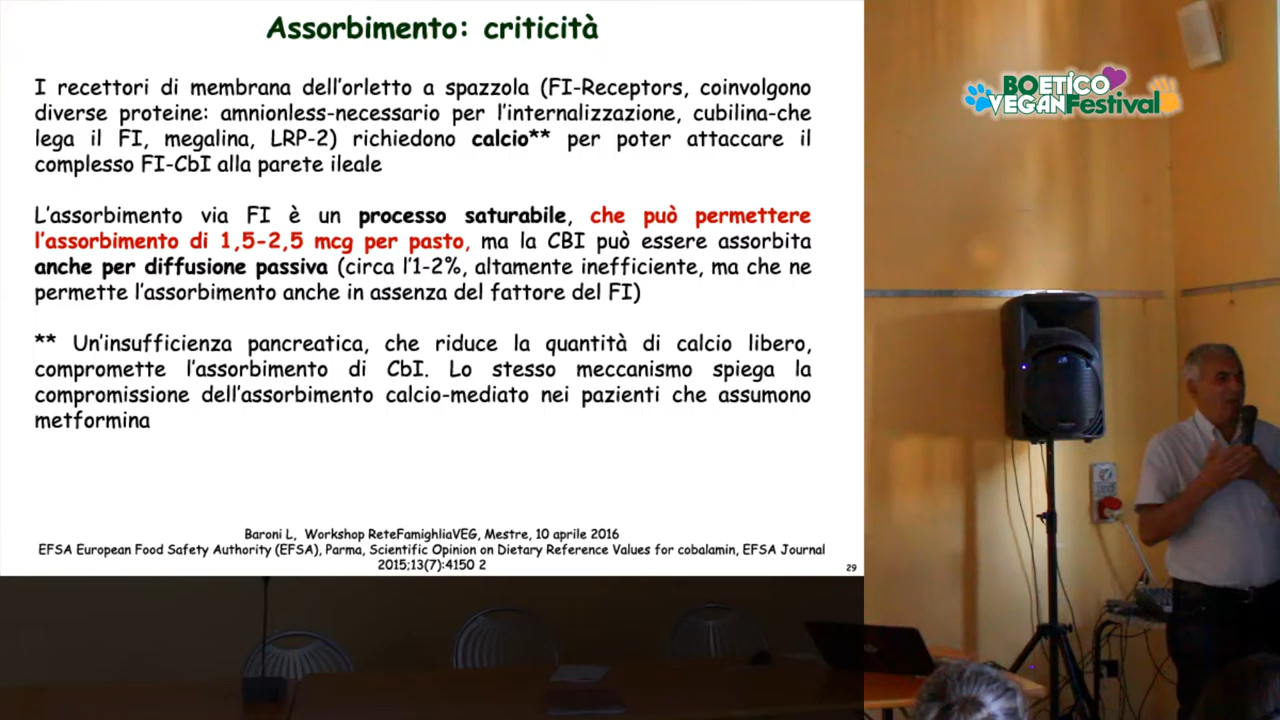 Assorbimento: criticità
I recettori di membrana dell'orletto a spazzola (FI-Receptors, coinvolgono
diverse proteine: amnionless-necessario per l'internalizzazione, cubilina-che
lega il FI, megalina, LRP-2) richiedono calcio** per poter attaccare il
complesso FI-CbI alla parete ileale
L'assorbimento via FI è un processo saturabile, che può permettere
l'assorbimento di 1,5-2,5 mcg per pasto, ma la CBI può essere assorbita
anche per diffusione passiva (circa l'1-2%, altamente inefficiente, ma che ne
permette l'assorbimento anche in assenza del fattore del FI)
** Un'insufficienza pancreatica, che riduce la quantità di calcio libero,
compromette l'assorbimento di CbI. Lo stesso meccanismo spiega la
compromissione dell'assorbimento calcio-mediato nei pazienti che assumono
metformina
Baroni L, Workshop ReteFamighliaVEG, Mestre, 10 aprile 2016
EFSA European Food Safety Authority (EFSA), Parma, Scientific Opinion on Dietary Reference Values for cobalamin, EFSA Journal
2015;13(7):4150 2
29
BOETICO
VEGANFestival